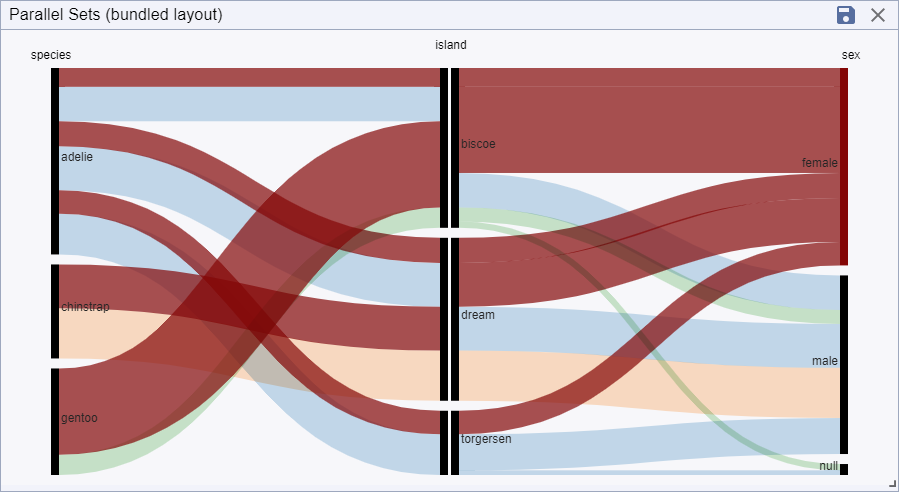 Parallel Sets (bundled layout)
species
island
sex
adelie
chinstrap
gentoo
biscoe
dream
torgersen
female
male
null